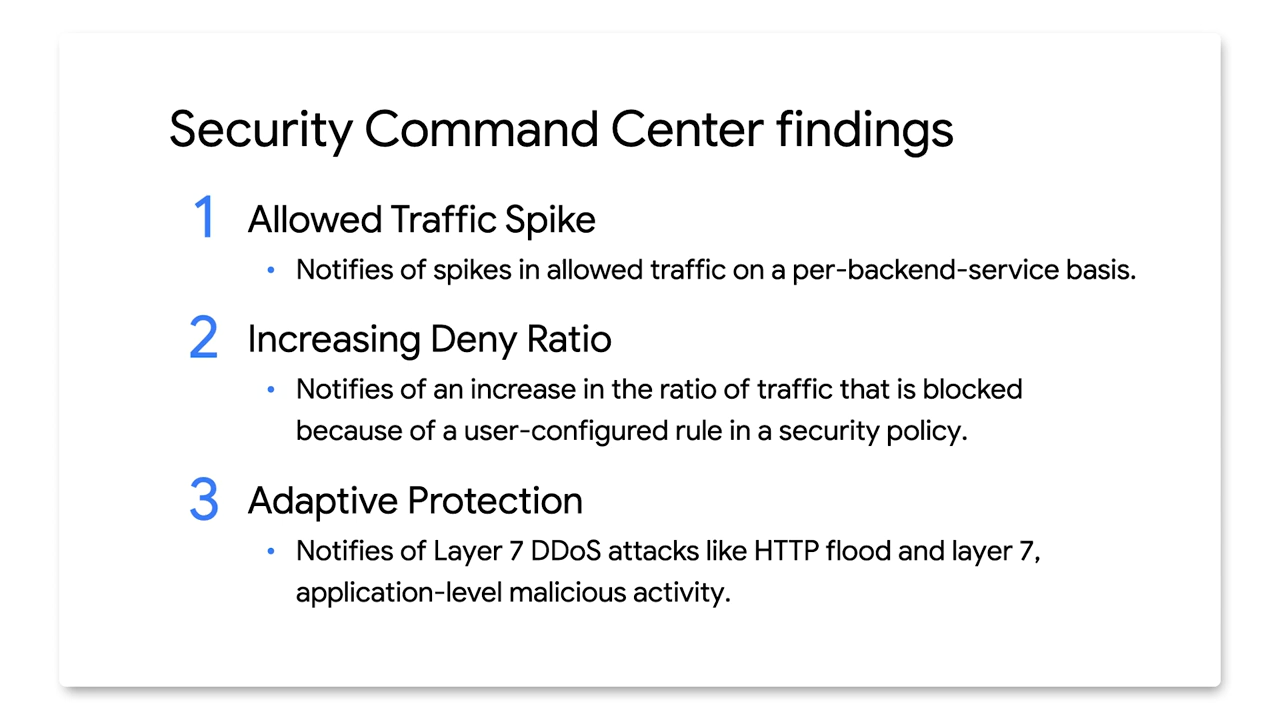 Security Command Center findings
1 Allowed Traffic Spike
• Notifies of spikes in allowed traffic on a per-backend-service basis.
2 Increasing Deny Ratio
• Notifies of an increase in the ratio of traffic that is blocked
because of a user-configured rule in a security policy.
3 Adaptive Protection
• Notifies of Layer 7 DDoS attacks like HTTP flood and layer 7,
application-level malicious activity.